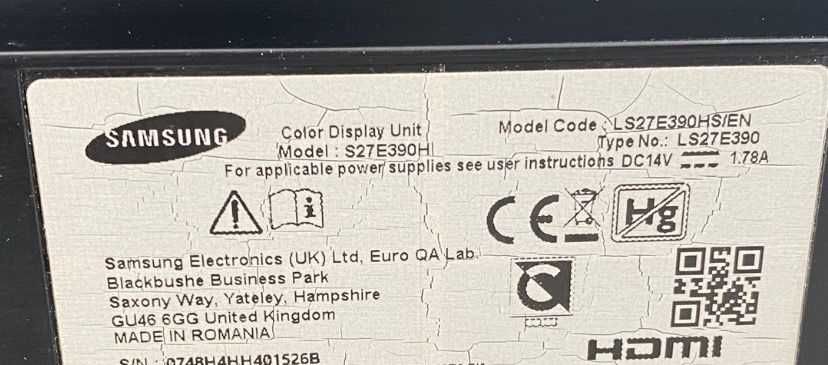 SAMSUNG
Color Display Unit
Model : S27E390H
Model Code : LS27E390HS/EN
Type No.: LS27E390
For applicable power supplies see user instructions DC14V ⎓ 1.78A
CE
Hg
Samsung Electronics (UK) Ltd, Euro QA Lab.
Blackbushe Business Park
Saxony Way, Yateley, Hampshire
GU46 6GG United Kingdom
MADE IN ROMANIA
S/N : 0748H4HH401526B
HDMI